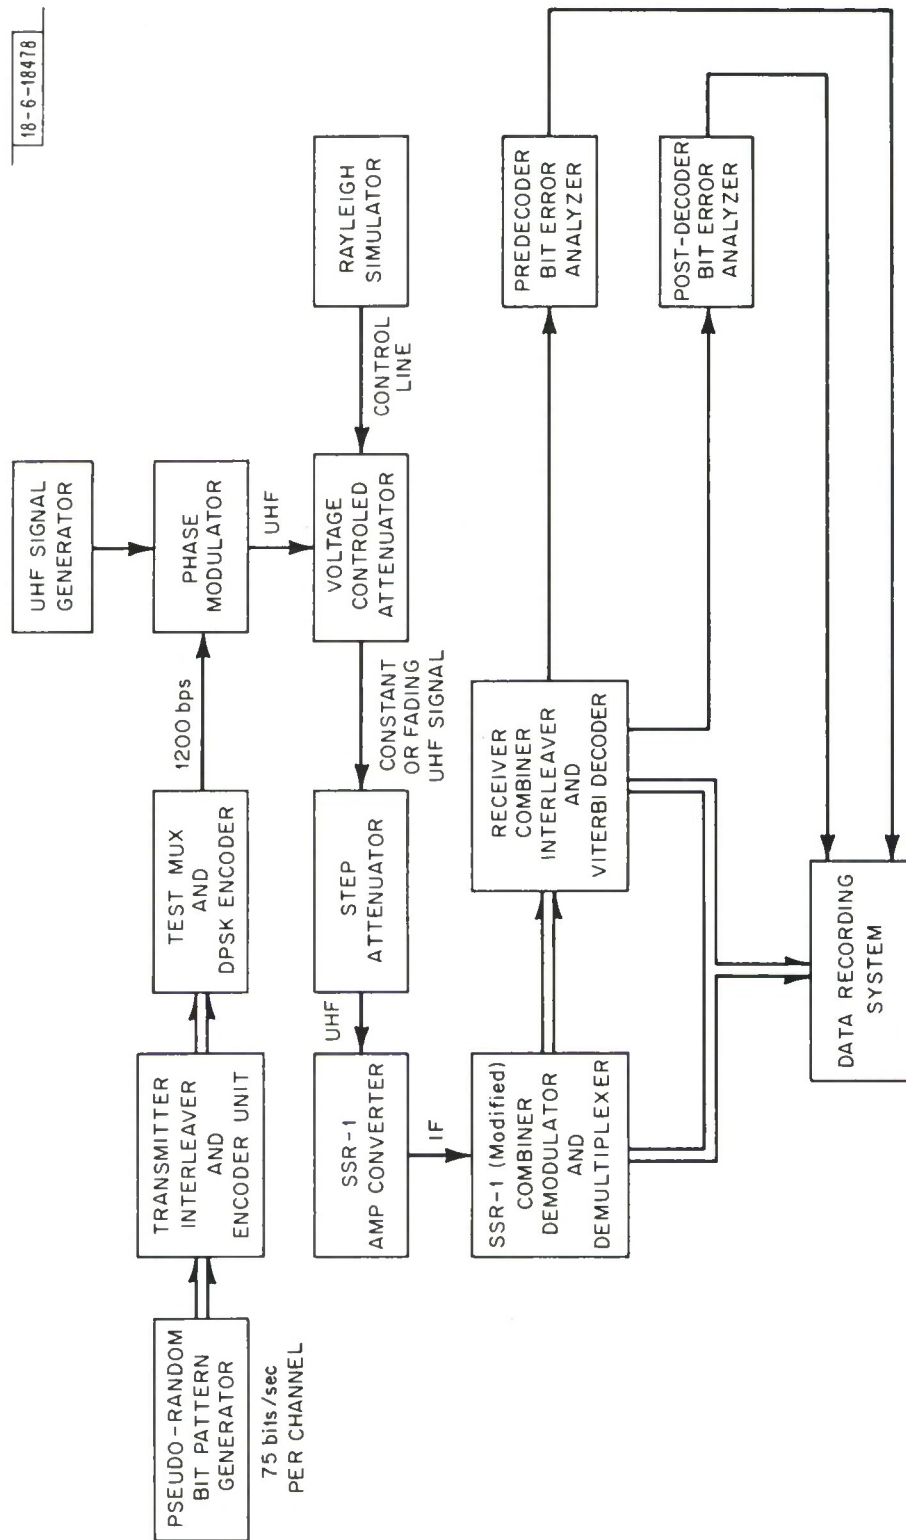 18-6-18478
UHF SIGNAL
GENERATOR
PSEUDO-RANDOM
BIT PATTERN
GENERATOR
75 bits/sec
PER CHANNEL
TRANSMITTER
INTERLEAVER
AND
ENCODER UNIT
TEST MUX
AND
DPSK ENCODER
1200 bps
PHASE
MODULATOR
UHF
SSR-1
AMP CONVERTER
UHF
STEP
ATTENUATOR
CONSTANT
OR FADING
UHF SIGNAL
VOLTAGE
CONTROLED
ATTENUATOR
CONTROL
LINE
RAYLEIGH
SIMULATOR
IF
SSR-1 (Modified)
COMBINER
DEMODULATOR
AND
DEMULTIPLEXER
RECEIVER
COMBINER
INTERLEAVER
AND
VITERBI DECODER
PREDECODER
BIT ERROR
ANALYZER
POST-DECODER
BIT ERROR
ANALYZER
DATA RECORDING
SYSTEM